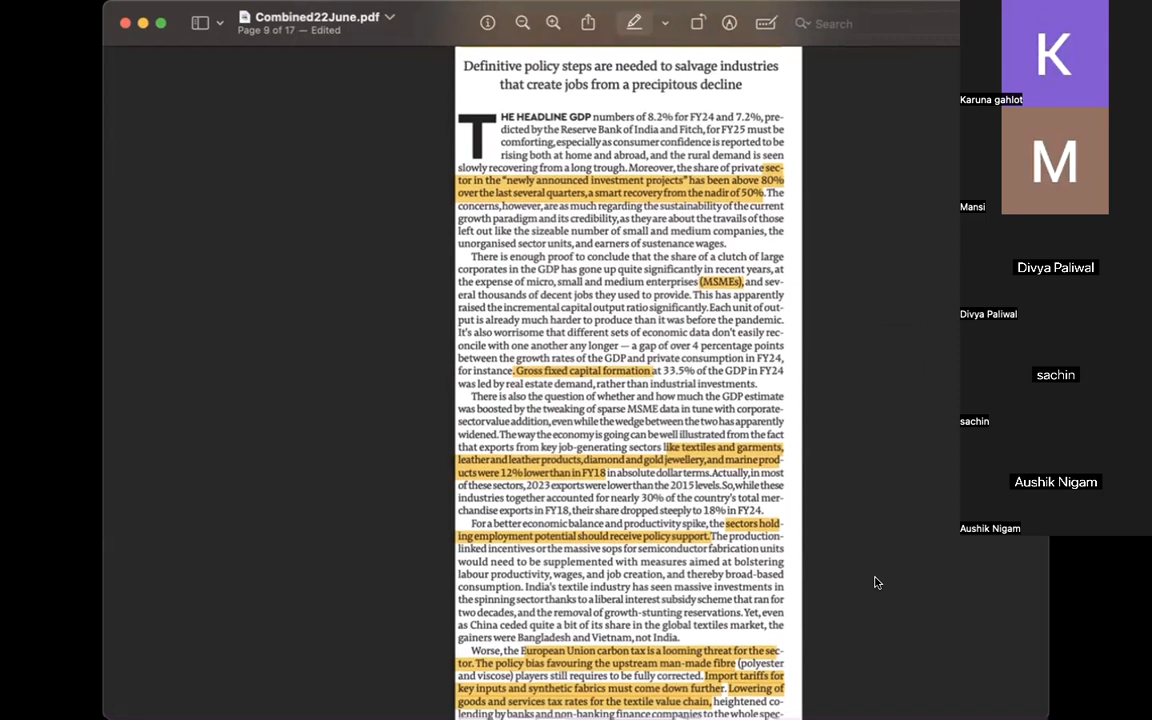 Combined22June.pdf
Page 9 of 17 — Edited
Search
Definitive policy steps are needed to salvage industries
that create jobs from a precipitous decline
THE HEADLINE GDP numbers of 8.2% for FY24 and 7.2%, pre-
dicted by the Reserve Bank of India and Fitch, for FY25 must be
comforting, especially as consumer confidence is reported to be
rising both at home and abroad, and the rural demand is seen
slowly recovering from a long trough. Moreover, the share of private sec-
tor in the “newly announced investment projects” has been above 80%
over the last several quarters, a smart recovery from the nadir of 50%. The
concerns, however, are as much regarding the sustainability of the current
growth paradigm and its credibility, as they are about the travails of those
left out like the sizeable number of small and medium companies, the
unorganised sector units, and earners of sustenance wages.
There is enough proof to conclude that the share of a clutch of large
corporates in the GDP has gone up quite significantly in recent years, at
the expense of micro, small and medium enterprises (MSMEs), and sev-
eral thousands of decent jobs they used to provide. This has apparently
raised the incremental capital output ratio significantly. Each unit of out-
put is already much harder to produce than it was before the pandemic.
It's also worrisome that different sets of economic data don't easily rec-
oncile with one another any longer — a gap of over 4 percentage points
between the growth rates of the GDP and private consumption in FY24,
for instance. Gross fixed capital formation at 33.5% of the GDP in FY24
was led by real estate demand, rather than industrial investments.
There is also the question of whether and how much the GDP estimate
was boosted by the tweaking of sparse MSME data in tune with corporate-
sector value addition, even while the wedge between the two has apparently
widened. The way the economy is going can be well illustrated from the fact
that exports from key job-generating sectors like textiles and garments,
leather and leather products, diamond and gold jewellery, and marine prod-
ucts were 12% lower than in FY18 in absolute dollar terms. Actually, in most
of these sectors, 2023 exports were lower than the 2015 levels. So, while these
industries together accounted for nearly 30% of the country's total mer-
chandise exports in FY18, their share dropped steeply to 18% in FY24.
For a better economic balance and productivity spike, the sectors hold-
ing employment potential should receive policy support. The production-
linked incentives or the massive sops for semiconductor fabrication units
would need to be supplemented with measures aimed at bolstering
labour productivity, wages, and job creation, and thereby broad-based
consumption. India's textile industry has seen massive investments in
the spinning sector thanks to a liberal interest subsidy scheme that ran for
two decades, and the removal of growth-stunting reservations. Yet, even
as China ceded quite a bit of its share in the global textiles market, the
gainers were Bangladesh and Vietnam, not India.
Worse, the European Union carbon tax is a looming threat for the sec-
tor. The policy bias favouring the upstream man-made fibre (polyester
and viscose) players still requires to be fully corrected. Import tariffs for
key inputs and synthetic fabrics must come down further. Lowering of
goods and services tax rates for the textile value chain, heightened co-
lending by banks and non-banking finance companies to the whole spec-
K
Karuna gahlot
M
Mansi
Divya Paliwal
Divya Paliwal
sachin
sachin
Aushik Nigam
Aushik Nigam